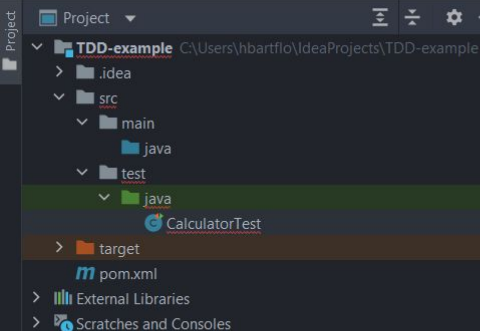 Project
Project
TDD-example C:\Users\hbartflo\IdeaProjects\TDD-example
.idea
src
main
java
test
java
CalculatorTest
target
pom.xml
External Libraries
Scratches and Consoles